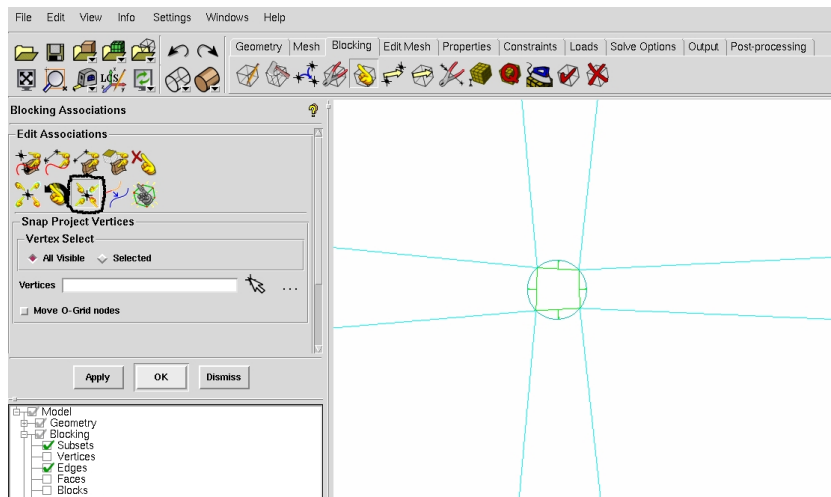 File Edit View Info Settings Windows Help
Geometry Mesh Blocking Edit Mesh Properties Constraints Loads Solve Options Output Post-processing
Blocking Associations
Edit Associations
Snap Project Vertices
Vertex Select
All Visible Selected
Vertices ...
Move O-Grid nodes
Apply OK Dismiss
Model
Geometry
Blocking
Subsets
Vertices
Edges
Faces
Blocks